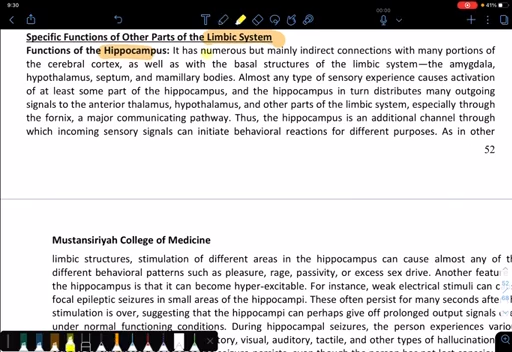 9:30
41%
00:00
Specific Functions of Other Parts of the Limbic System
Functions of the Hippocampus: It has numerous but mainly indirect connections with many portions of
the cerebral cortex, as well as with the basal structures of the limbic system—the amygdala,
hypothalamus, septum, and mamillary bodies. Almost any type of sensory experience causes activation
of at least some part of the hippocampus, and the hippocampus in turn distributes many outgoing
signals to the anterior thalamus, hypothalamus, and other parts of the limbic system, especially through
the fornix, a major communicating pathway. Thus, the hippocampus is an additional channel through
which incoming sensory signals can initiate behavioral reactions for different purposes. As in other
52
Mustansiriyah College of Medicine
limbic structures, stimulation of different areas in the hippocampus can cause almost any of
different behavioral patterns such as pleasure, rage, passivity, or excess sex drive. Another
the hippocampus is that it can become hyper-excitable. For instance, weak electrical stimuli can
focal epileptic seizures in small areas of the hippocampi. These often persist for many seconds
stimulation is over, suggesting that the hippocampi can perhaps give off prolonged output signals
under normal functioning conditions. During hippocampal seizures, the person experiences
visual, auditory, tactile, and other types of hallucination